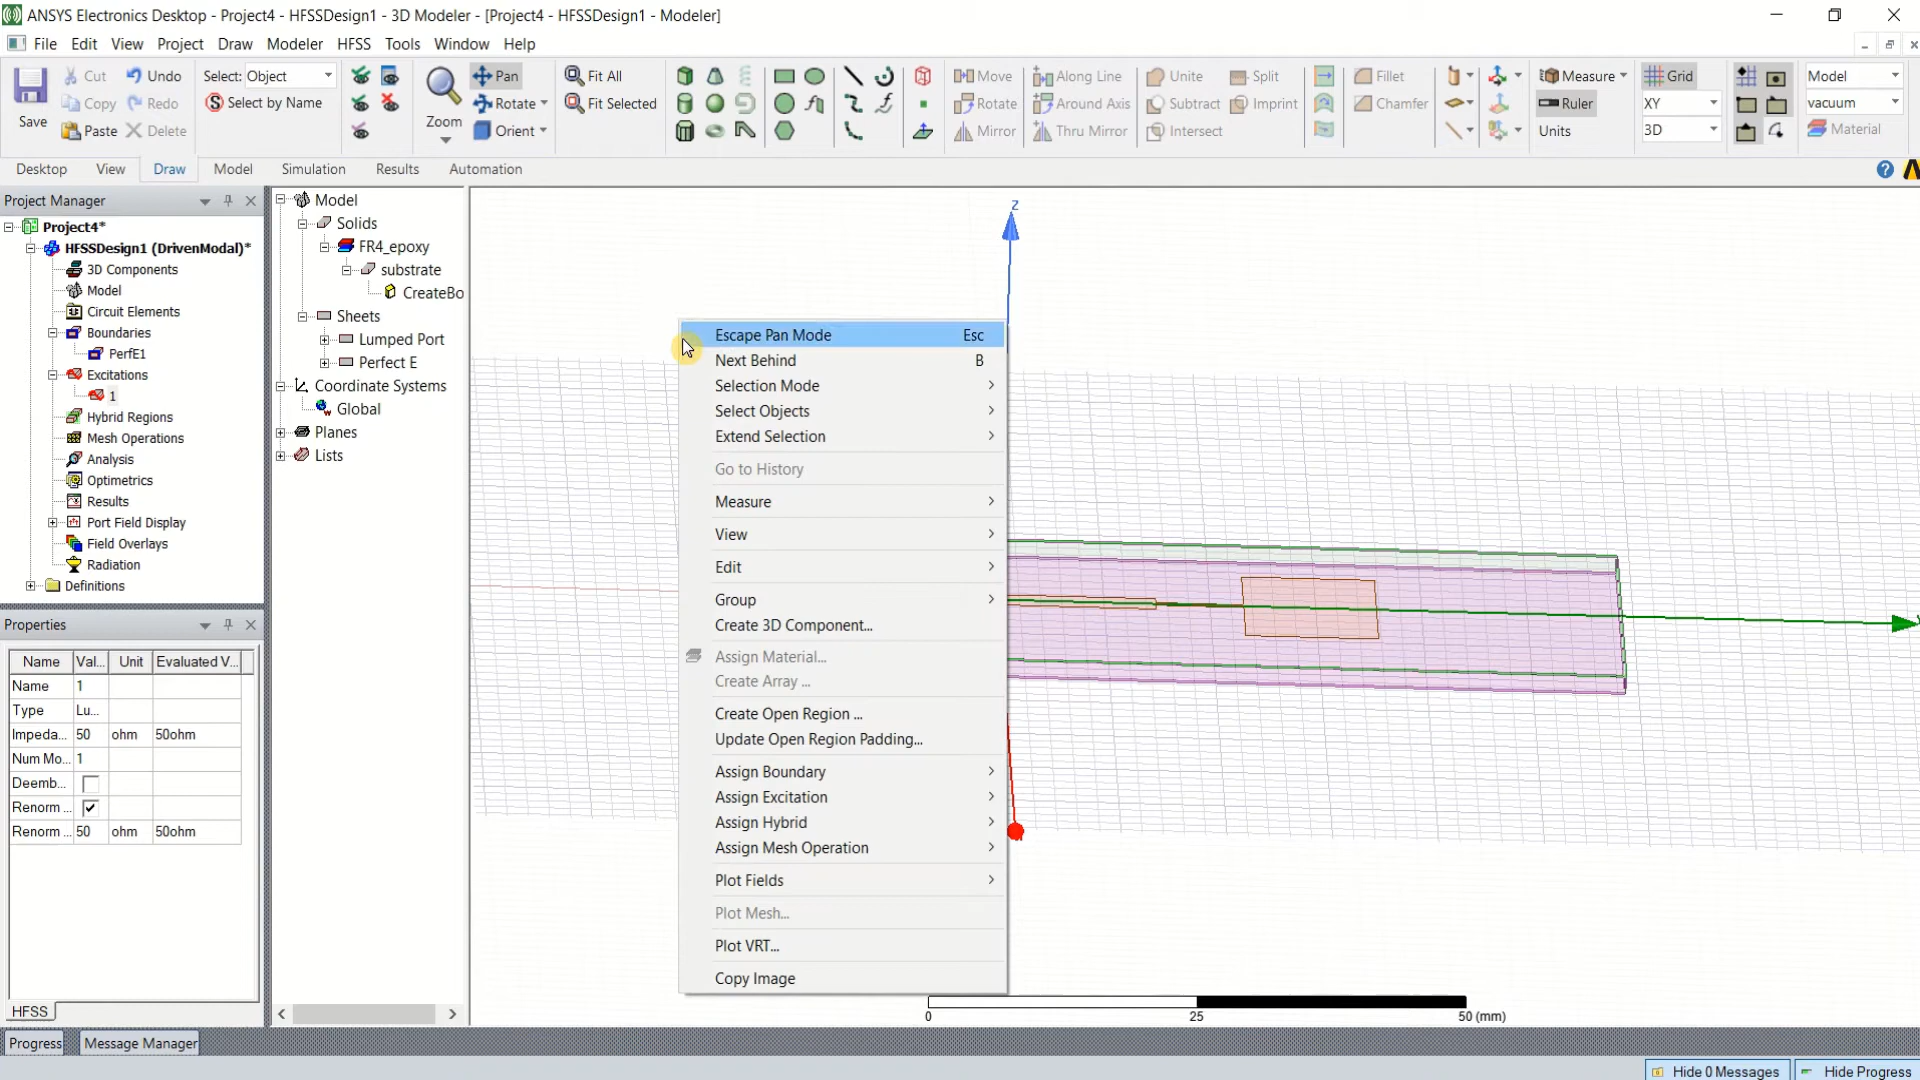 ANSYS Electronics Desktop - Project4 - HFSSDesign1 - 3D Modeler - [Project4 - HFSSDesign1 - Modeler]
File Edit View Project Draw Modeler HFSS Tools Window Help
Cut Undo Select: Object Pan Fit All Move Along Line Unite Split Fillet Measure Grid Model
Copy Redo Select by Name Rotate Fit Selected Rotate Around Axis Subtract Imprint Chamfer Ruler XY vacuum
Save Paste Delete Zoom Orient Mirror Thru Mirror Intersect Units 3D Material
Desktop View Draw Model Simulation Results Automation
Project Manager
Project4*
HFSSDesign1 (DrivenModal)*
3D Components
Model
Circuit Elements
Boundaries
PerfE1
Excitations
1
Hybrid Regions
Mesh Operations
Analysis
Optimetrics
Results
Port Field Display
Field Overlays
Radiation
Definitions
Properties
Name Val... Unit Evaluated V...
Name 1
Type Lu...
Impeda... 50 ohm 50ohm
Num Mo... 1
Deemb...
Renorm ...
Renorm ... 50 ohm 50ohm
HFSS
Model
Solids
FR4_epoxy
substrate
CreateBo
Sheets
Lumped Port
Perfect E
Coordinate Systems
Global
Planes
Lists
Z
Escape Pan Mode Esc
Next Behind B
Selection Mode
Select Objects
Extend Selection
Go to History
Measure
View
Edit
Group
Create 3D Component...
Assign Material...
Create Array ...
Create Open Region ...
Update Open Region Padding...
Assign Boundary
Assign Excitation
Assign Hybrid
Assign Mesh Operation
Plot Fields
Plot Mesh...
Plot VRT...
Copy Image
0 25 50 (mm)
Progress Message Manager
Hide 0 Messages Hide Progress